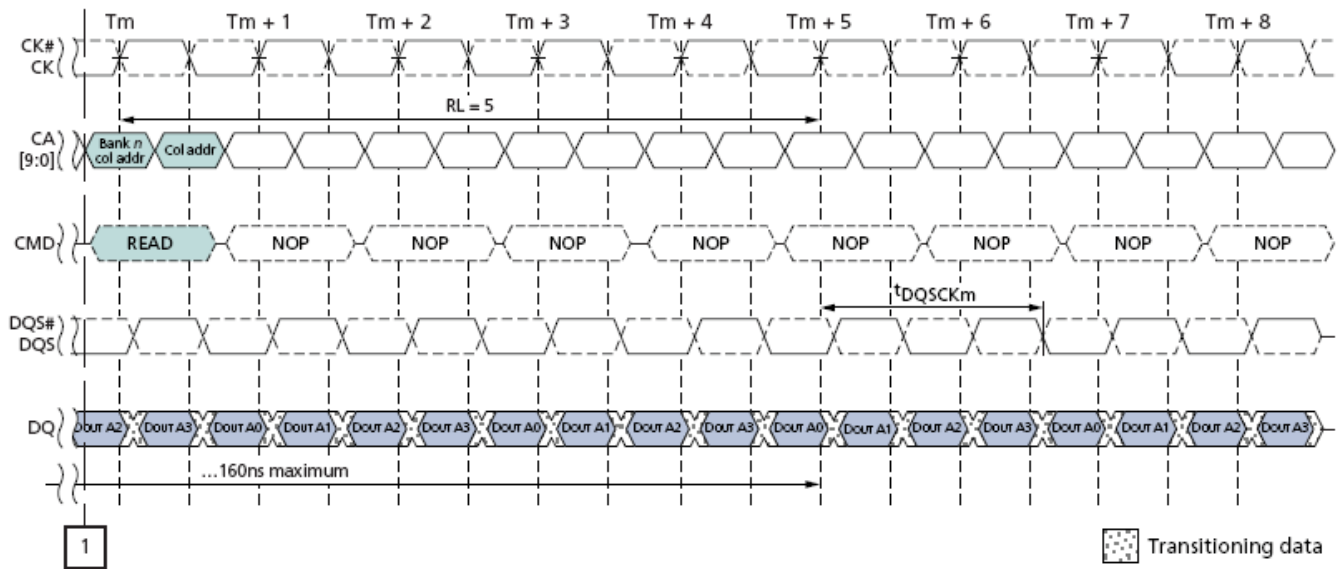 Tm Tm + 1 Tm + 2 Tm + 3 Tm + 4 Tm + 5 Tm + 6 Tm + 7 Tm + 8
CK#
CK
RL = 5
CA
[9:0]
Bank n
col addr
Col addr
CMD READ NOP NOP NOP NOP NOP NOP NOP NOP
tDQSCKm
DQS#
DQS
DQ DOUT A2 DOUT A3 DOUT A0 DOUT A1 DOUT A2 DOUT A3 DOUT A0 DOUT A1 DOUT A2 DOUT A3 DOUT A0 DOUT A1 DOUT A2 DOUT A3 DOUT A0 DOUT A1 DOUT A2 DOUT A3
...160ns maximum
1
Transitioning data